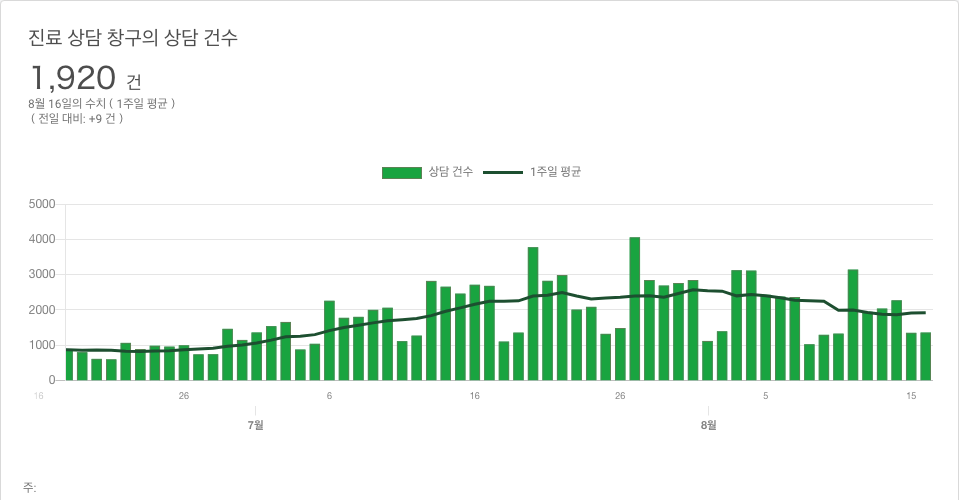 진료 상담 창구의 상담 건수
1,920 건
8월 16일의 수치 ( 1주일 평균 )
( 전일 대비: +9 건 )
상담 건수 1주일 평균
5000
4000
3000
2000
1000
0
16 26 6 16 26 5 15
7월 8월
주: